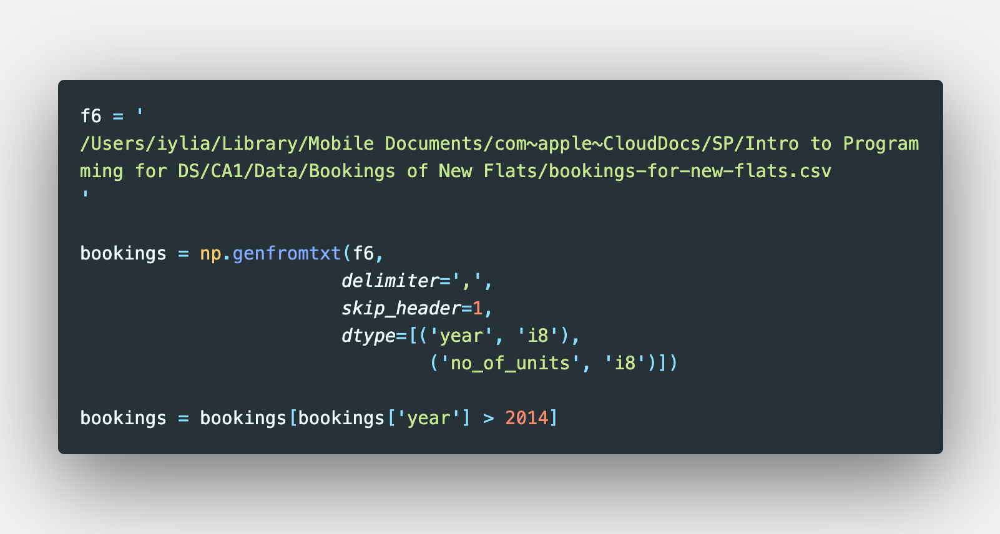 f6 = '
/Users/iylia/Library/Mobile Documents/com~apple~CloudDocs/SP/Intro to Program
ming for DS/CA1/Data/Bookings of New Flats/bookings-for-new-flats.csv
'
bookings = np.genfromtxt(f6,
                        delimiter=',',
                        skip_header=1,
                        dtype=[('year', 'i8'),
                                ('no_of_units', 'i8')])
bookings = bookings[bookings['year'] > 2014]